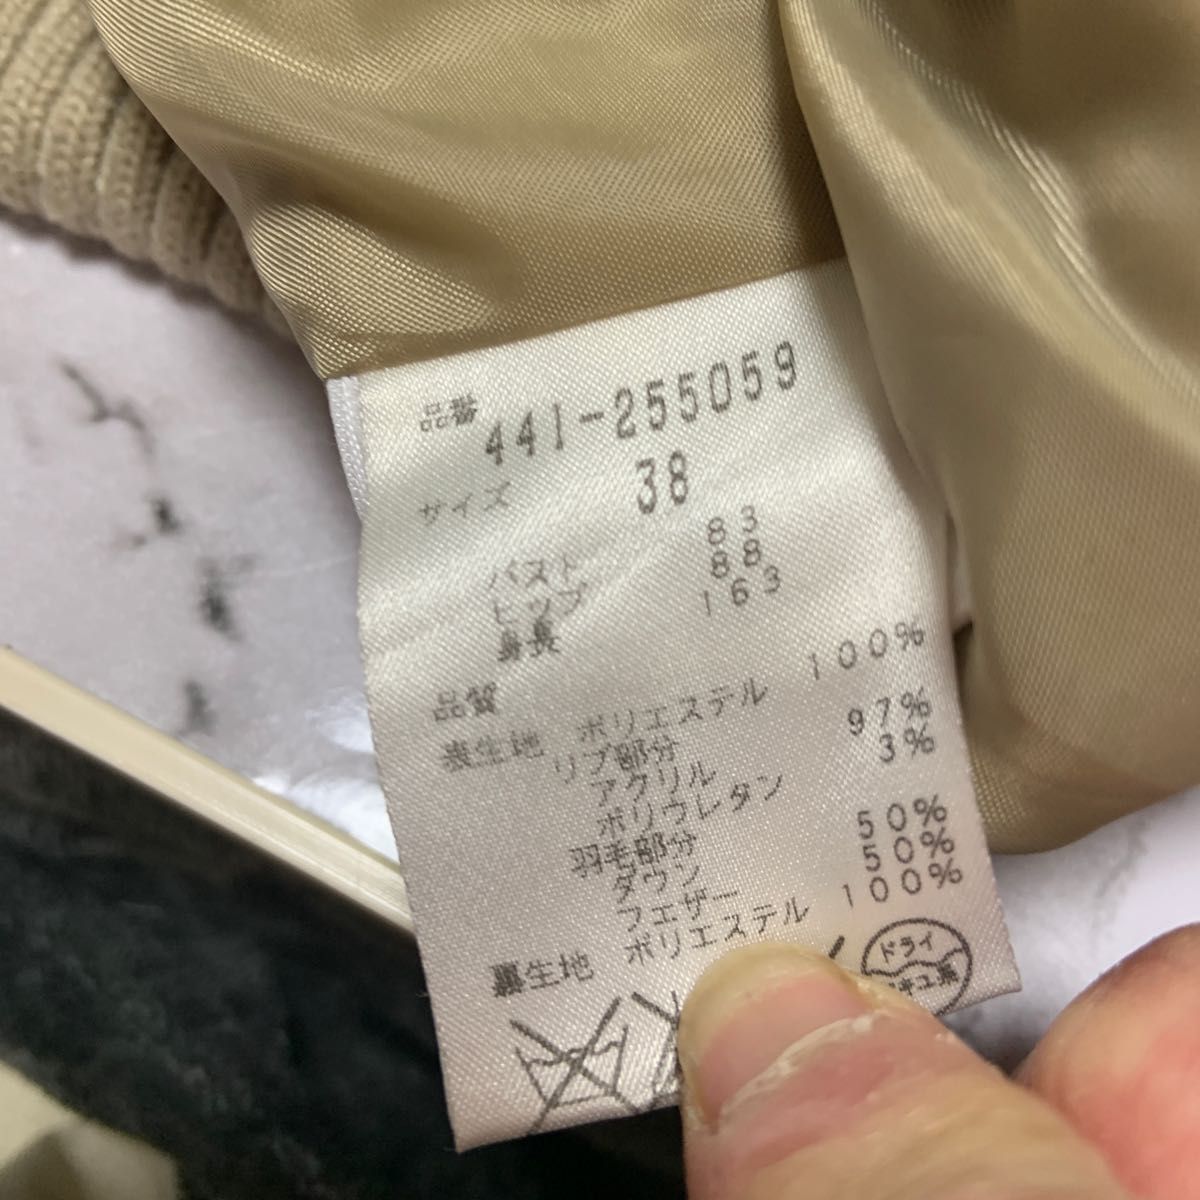 品番 441-255059
サイズ 38
バスト 83
ヒップ 88
身長 163
品質
表生地 ポリエステル 100%
リブ部分
アクリル 97%
ポリウレタン 3%
羽毛部分
ダウン 50%
フェザー 50%
裏生地 ポリエステル 100%
ドライ